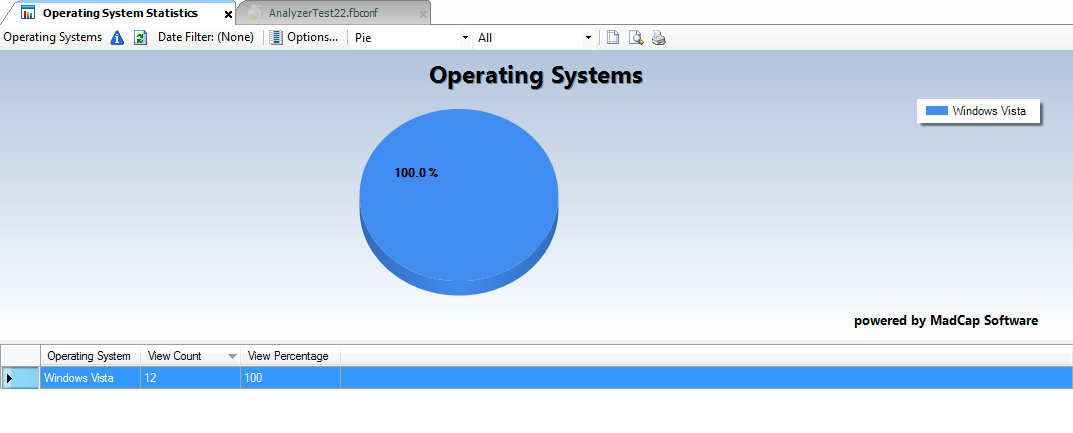 Operating System Statistics
AnalyzerTest22.fbconf
Operating Systems Date Filter: (None) Options... Pie All
Operating Systems
Windows Vista
100.0 %
powered by MadCap Software
Operating System View Count View Percentage
Windows Vista 12 100